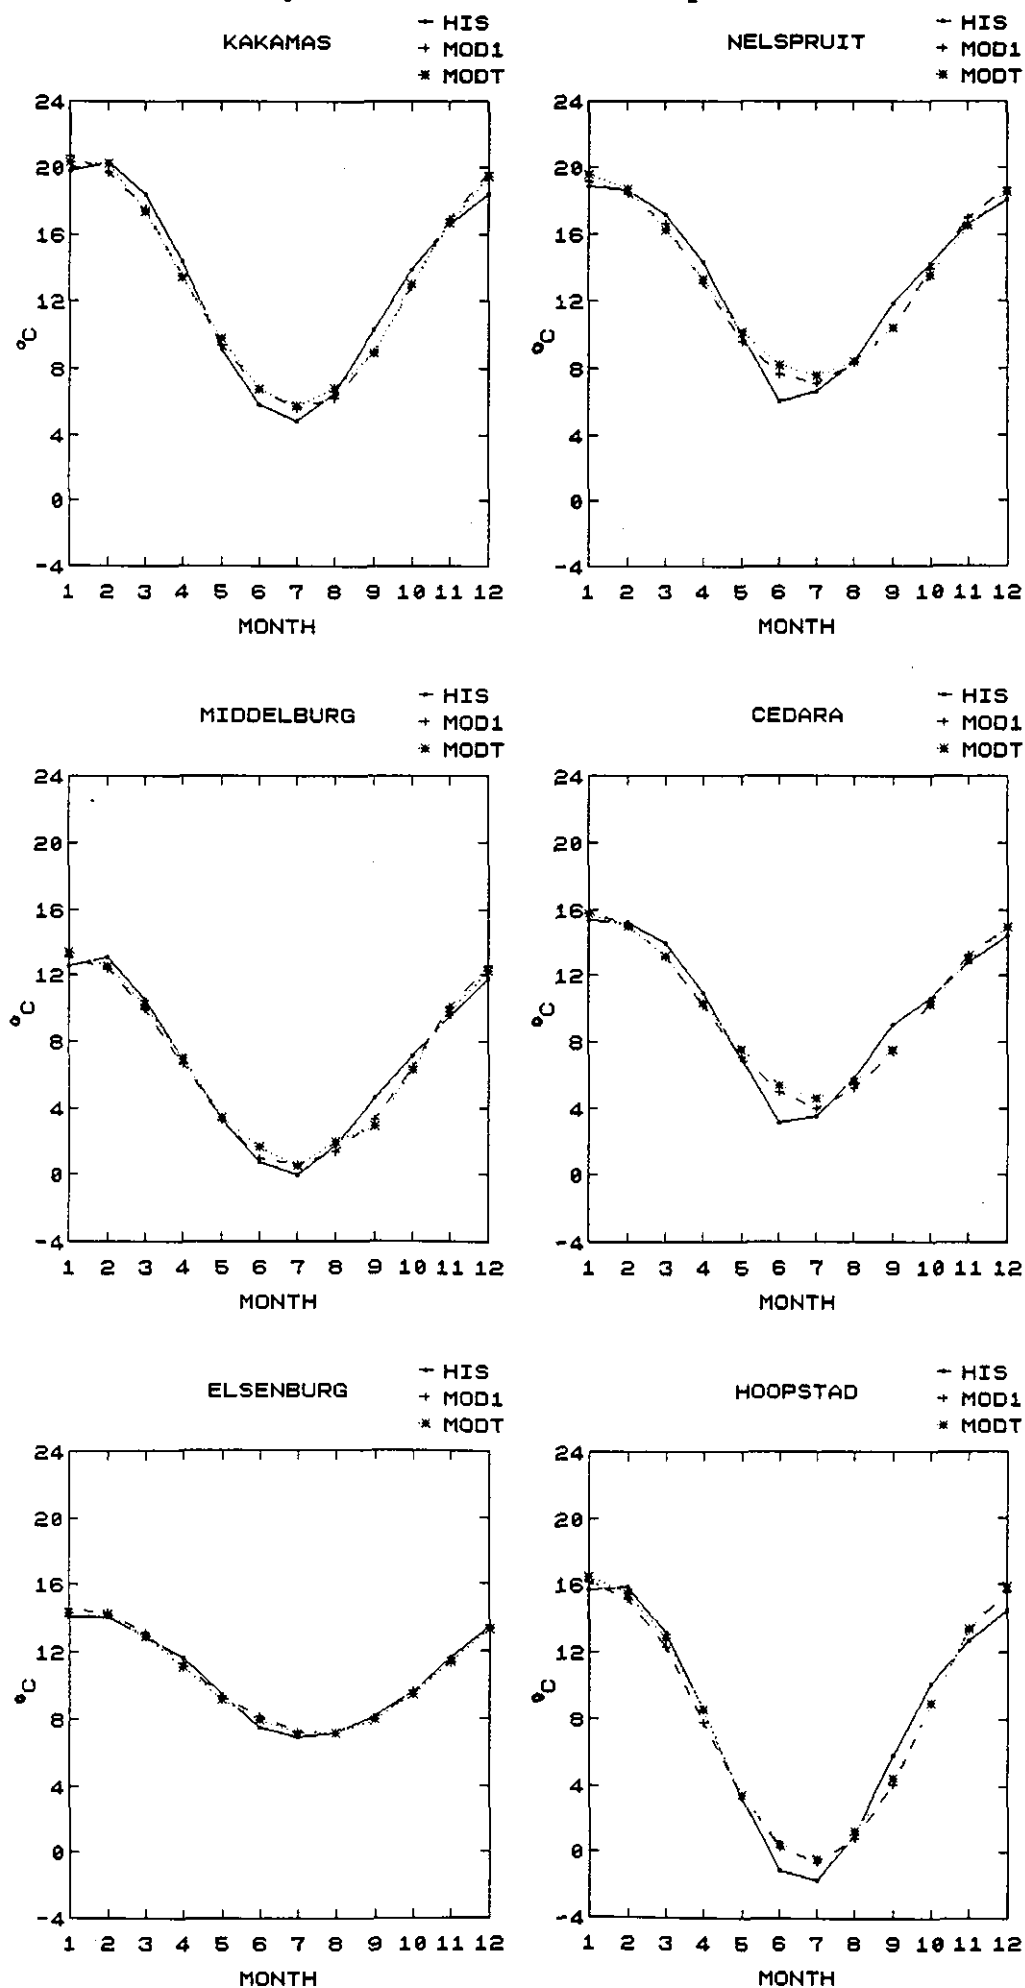 KAKAMAS
HIS
MOD1
MODT
24
20
16
12
8
4
0
-4
°C
1 2 3 4 5 6 7 8 9 10 11 12
MONTH
NELSPRUIT
HIS
MOD1
MODT
24
20
16
12
8
4
0
-4
°C
1 2 3 4 5 6 7 8 9 10 11 12
MONTH
MIDDELBURG
HIS
MOD1
MODT
24
20
16
12
8
4
0
-4
°C
1 2 3 4 5 6 7 8 9 10 11 12
MONTH
CEDARA
HIS
MOD1
MODT
24
20
16
12
8
4
0
-4
°C
1 2 3 4 5 6 7 8 9 10 11 12
MONTH
ELSENBURG
HIS
MOD1
MODT
24
20
16
12
8
4
0
-4
°C
1 2 3 4 5 6 7 8 9 10 11 12
MONTH
HOOPSTAD
HIS
MOD1
MODT
24
20
16
12
8
4
0
-4
°C
1 2 3 4 5 6 7 8 9 10 11 12
MONTH